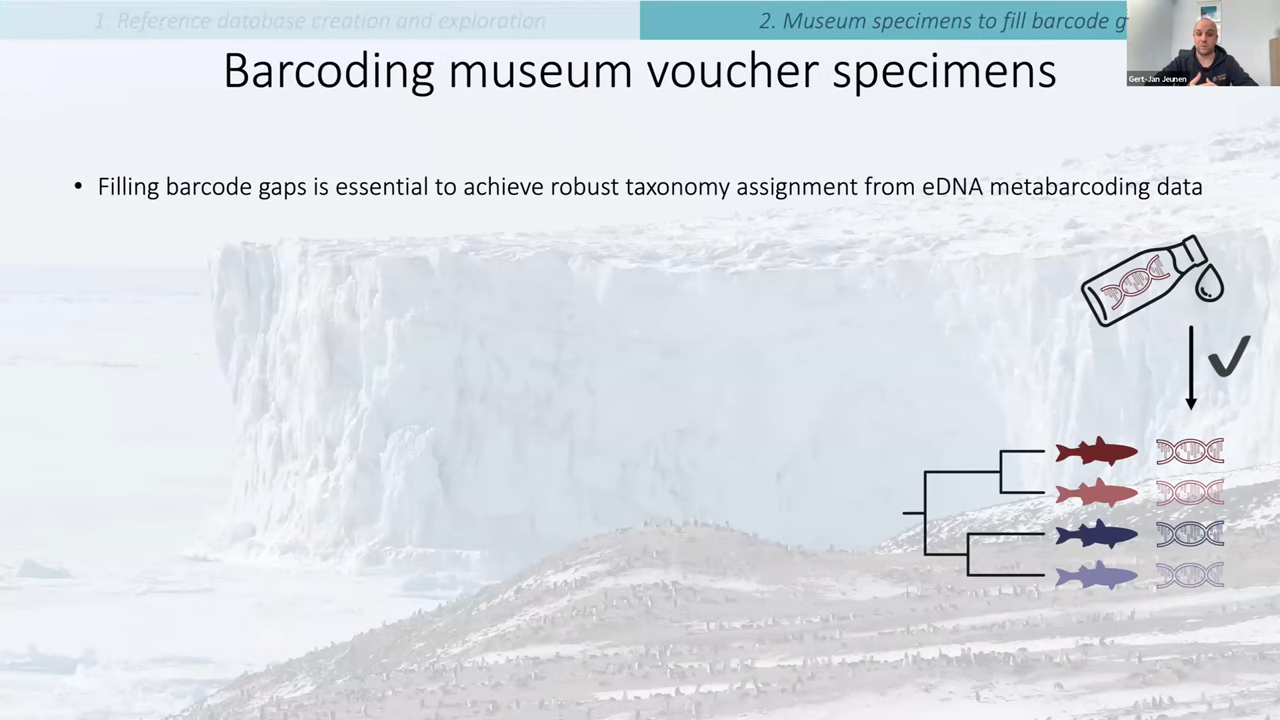 1. Reference database creation and exploration
2. Museum specimens to fill barcode g
Gert-Jan Jeunen
Barcoding museum voucher specimens
• Filling barcode gaps is essential to achieve robust taxonomy assignment from eDNA metabarcoding data